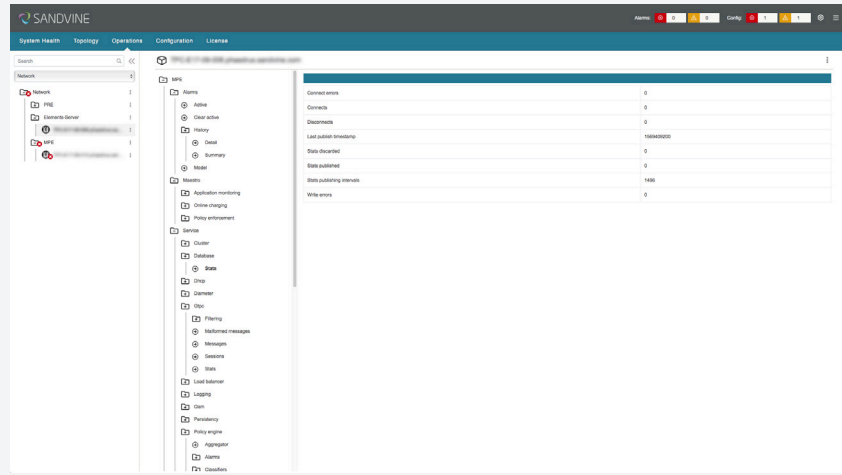 SANDVINE
Alarms: 0 0 Config: 1 1
System Health Topology Operations Configuration License
Search
Network
Network
PRE
Elements-Server
MPE
MPE
Alarms
Active
Clear active
History
Detail
Summary
Model
Maestro
Application monitoring
Online charging
Policy enforcement
Service
Cluster
Database
Stats
Dhcp
Diameter
Gtpc
Filtering
Malformed messages
Messages
Sessions
Stats
Load balancer
Logging
Oam
Persistency
Policy engine
Aggregator
Alarms
Classifiers
Connect errors 0
Connects 0
Disconnects 0
Last publish timestamp 1569409200
Stats discarded 0
Stats published 0
Stats publishing intervals 1496
Write errors 0